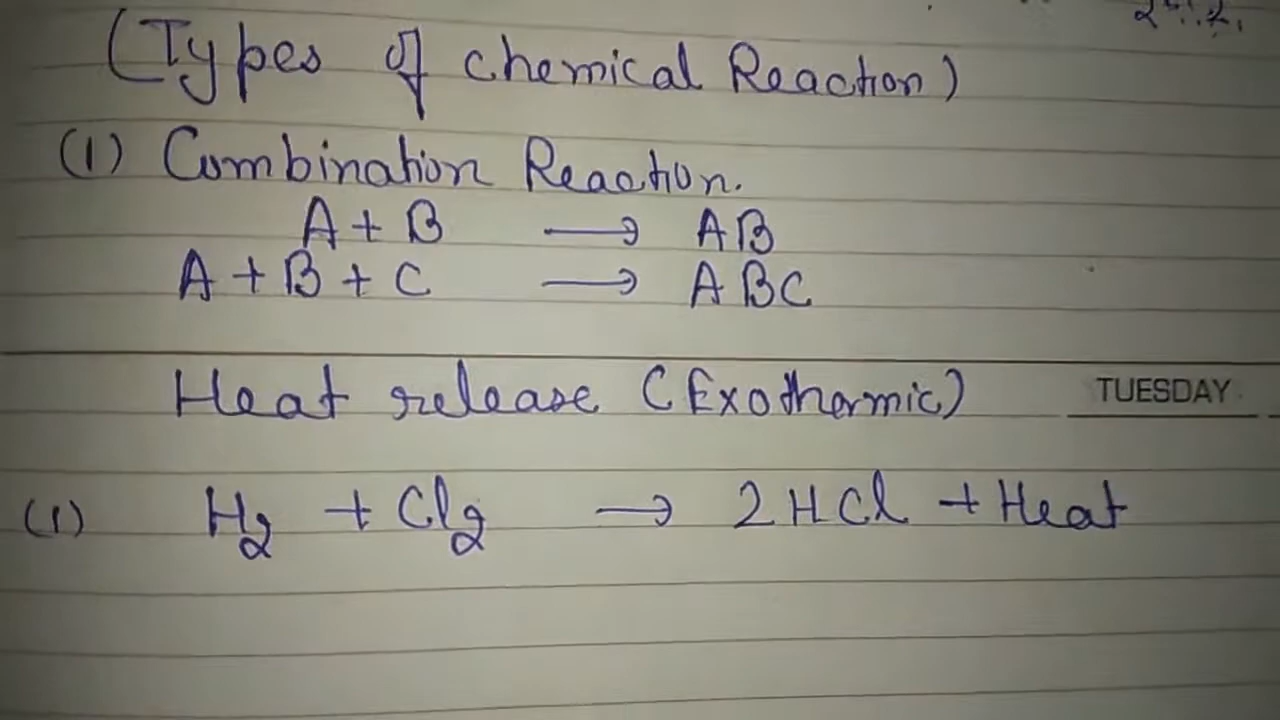 (Types of chemical Reaction)
(1) Combination Reaction.
A + B → AB
A + B + C → ABC
Heat release (Exothermic)
TUESDAY
(1) H₂ + Cl₂ → 2HCl + Heat